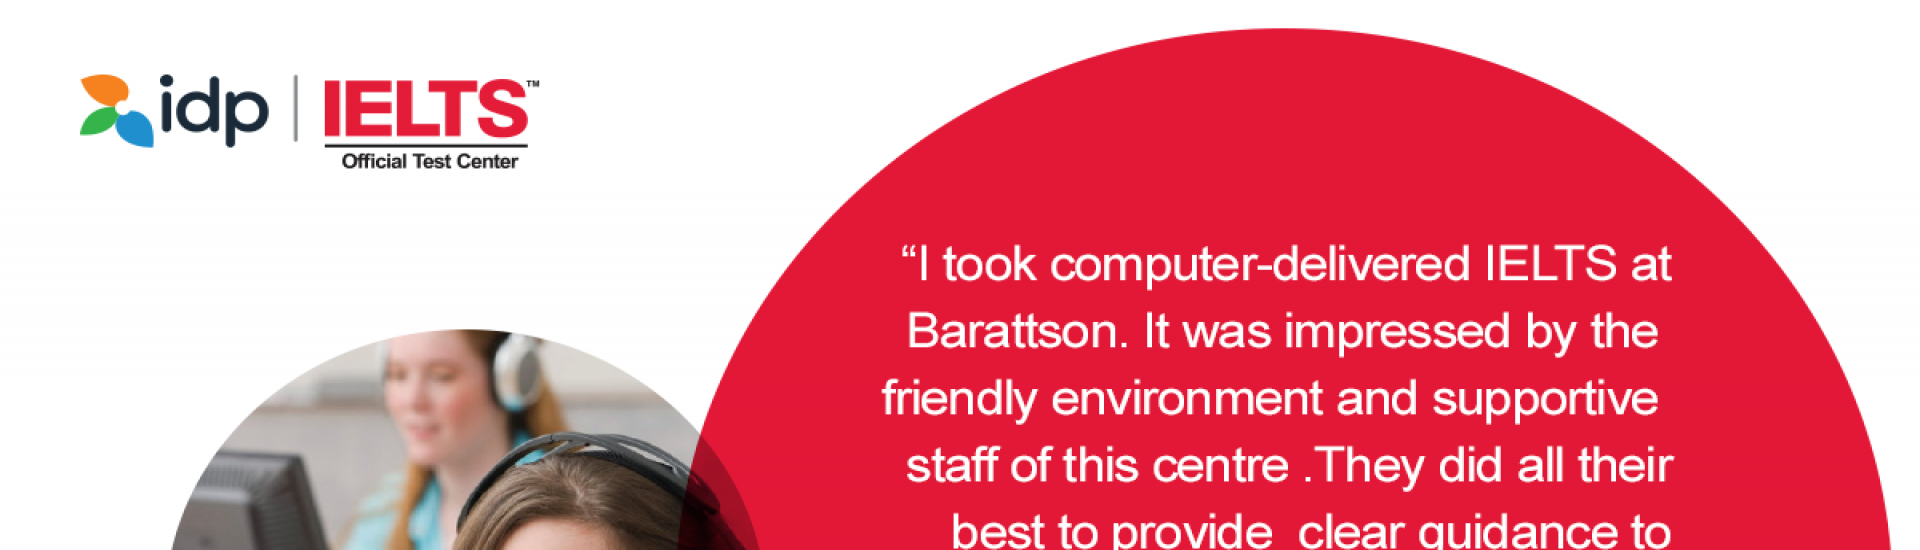 idp
IELTS™
Official Test Center
“I took computer-delivered IELTS at
Barattson. It was impressed by the
friendly environment and supportive
staff of this centre .They did all their
best to provide  clear guidance to